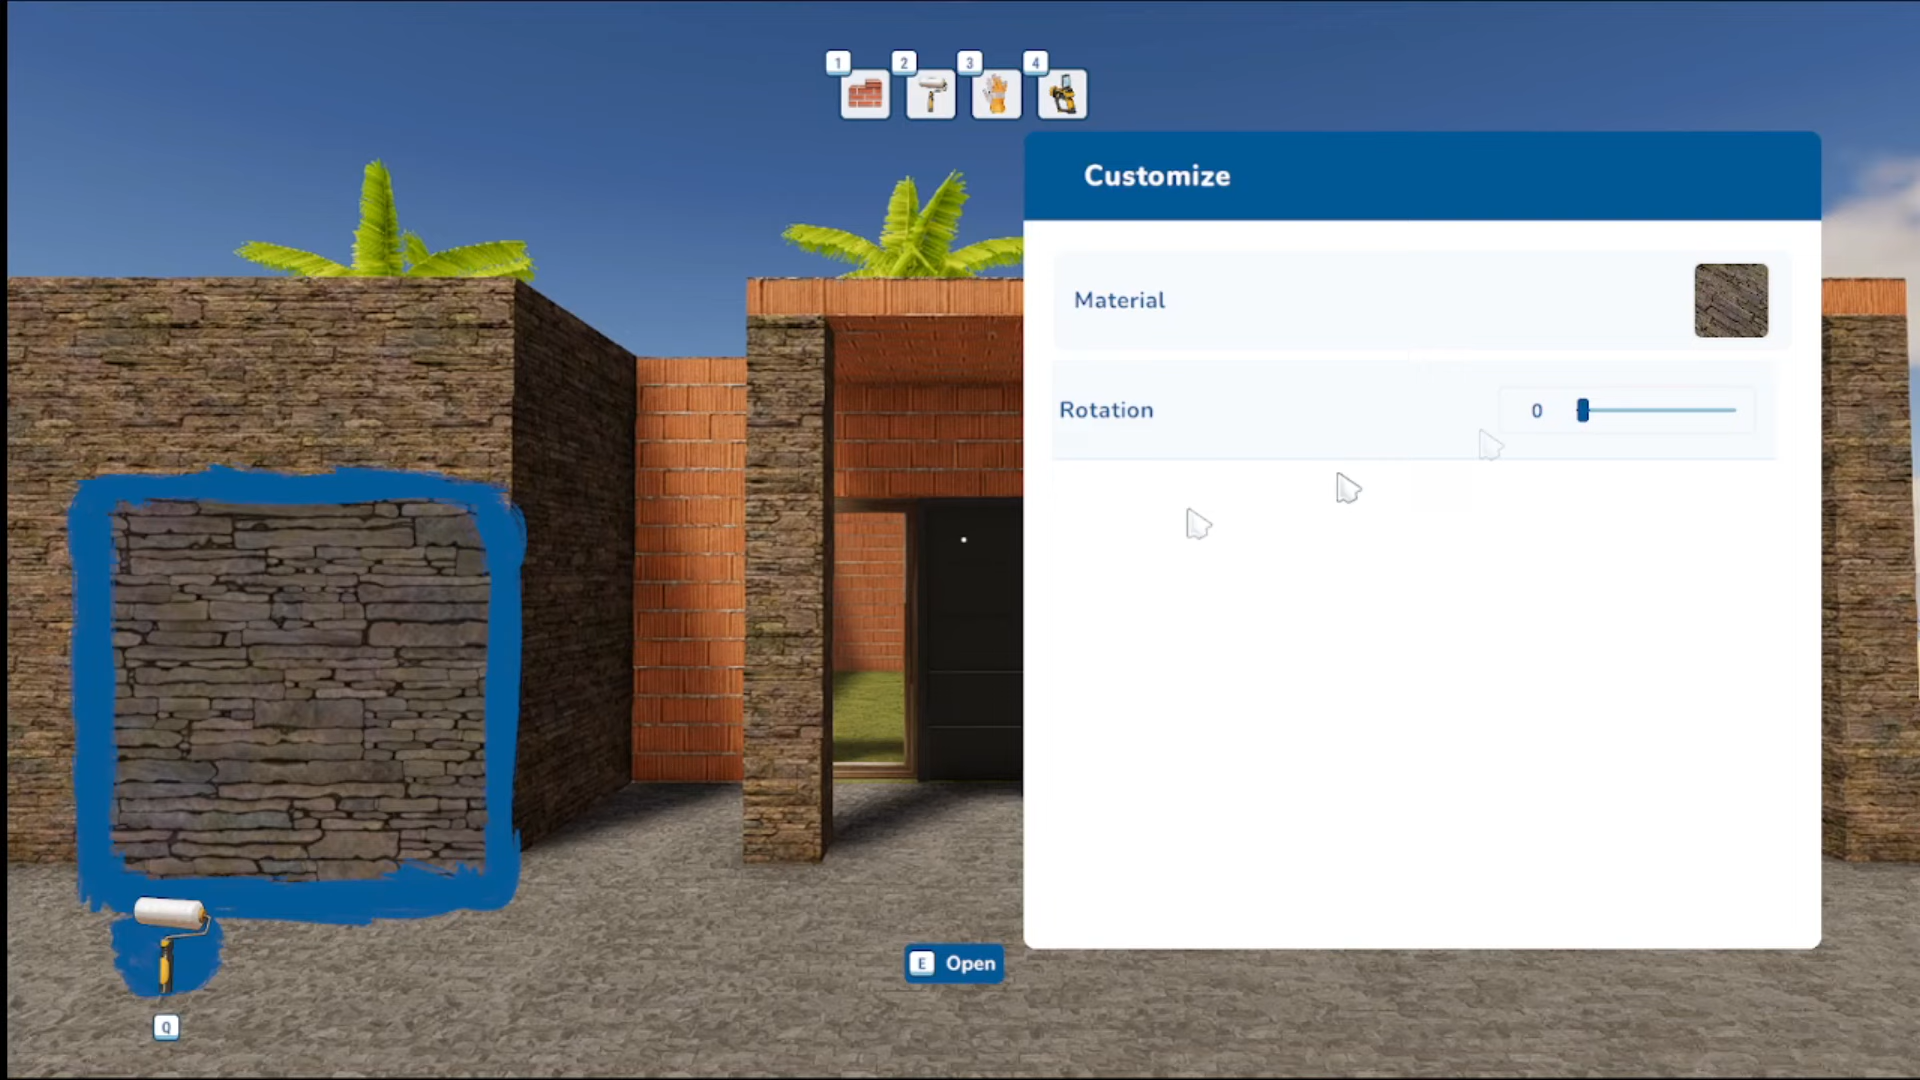 1 2 3 4
Customize
Material
Rotation 0
E Open
Q